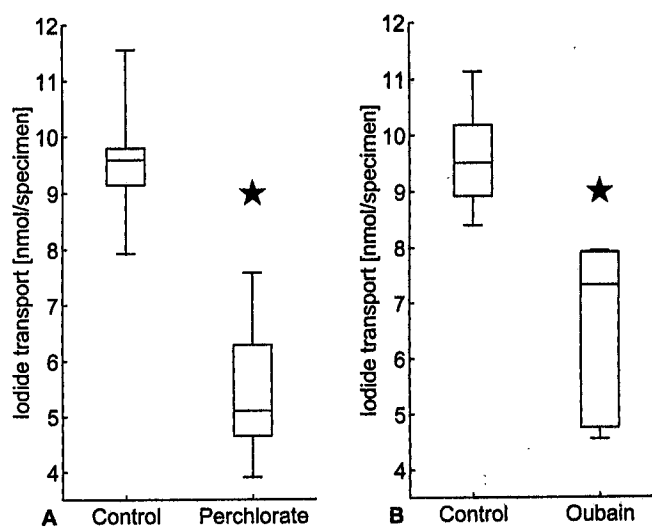 Iodide transport [nmol/specimen]
12
11
10
9
8
7
6
5
4
A
Control
Perchlorate
Iodide transport [nmol/specimen]
12
11
10
9
8
7
6
5
4
B
Control
Oubain